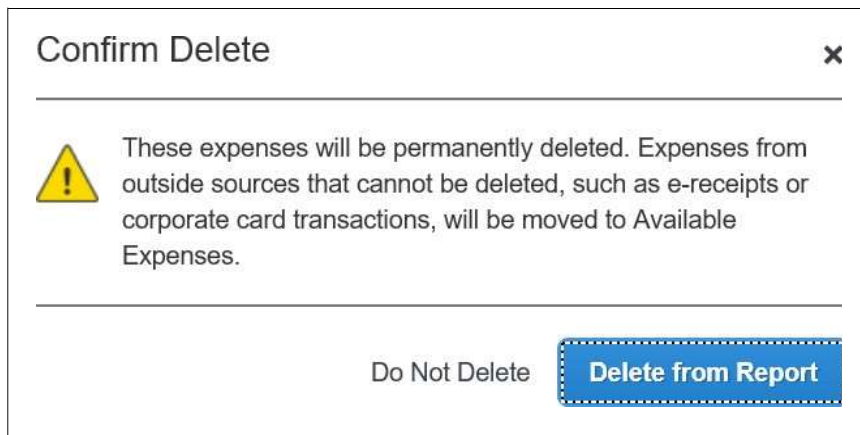 Confirm Delete
These expenses will be permanently deleted. Expenses from
outside sources that cannot be deleted, such as e-receipts or
corporate card transactions, will be moved to Available
Expenses.
Do Not Delete
Delete from Report